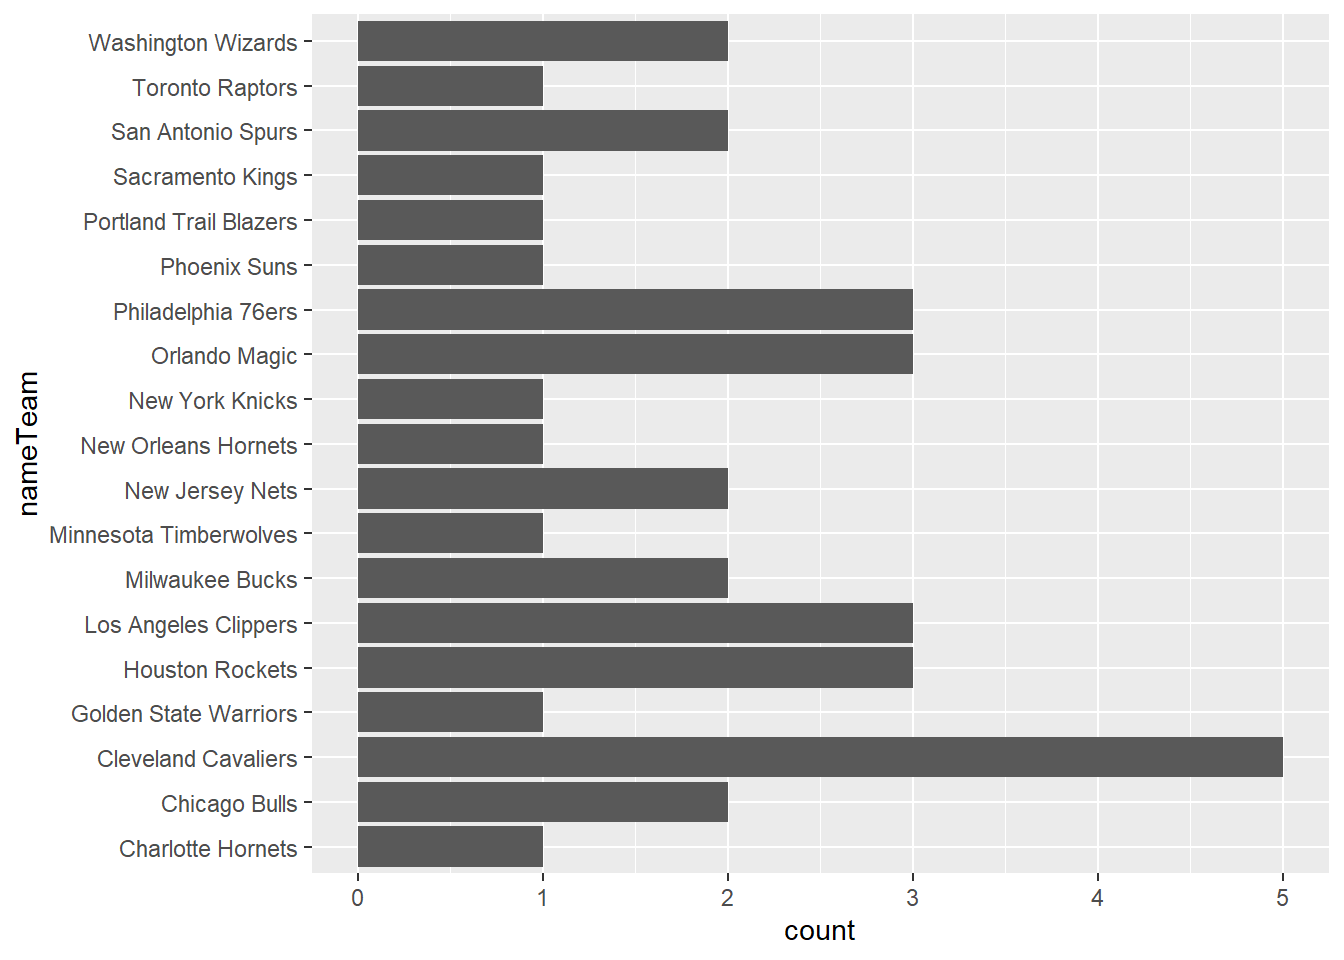 Washington Wizards
Toronto Raptors
San Antonio Spurs
Sacramento Kings
Portland Trail Blazers
Phoenix Suns
Philadelphia 76ers
Orlando Magic
New York Knicks
New Orleans Hornets
New Jersey Nets
Minnesota Timberwolves
Milwaukee Bucks
Los Angeles Clippers
Houston Rockets
Golden State Warriors
Cleveland Cavaliers
Chicago Bulls
Charlotte Hornets
nameTeam
0 1 2 3 4 5
count